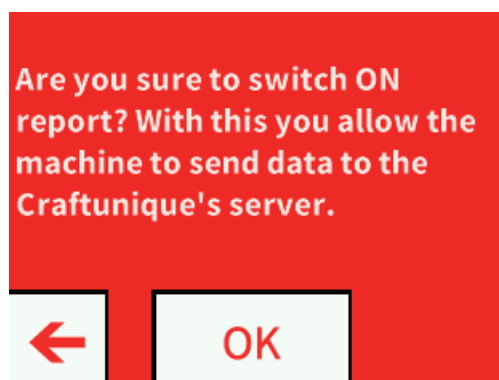 Are you sure to switch ON
report? With this you allow the
machine to send data to the
Craftunique's server.
OK